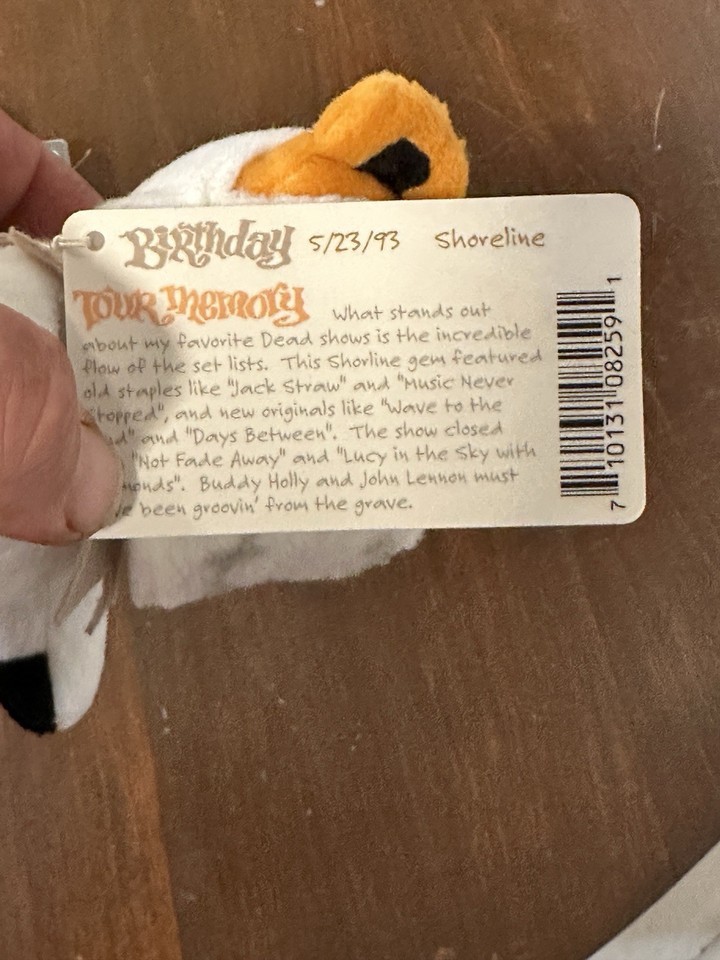 Birthday 5/23/93 Shoreline
Tour Memory What stands out
about my favorite Dead shows is the incredible
flow of the set lists. This Shorline gem featured
old staples like "Jack Straw" and "Music Never
Stopped", and new originals like "Wave to the
" and "Days Between". The show closed
"Not Fade Away" and "Lucy in the Sky with
". Buddy Holly and John Lennon must
been groovin' from the grave.
7 10131 08259 1